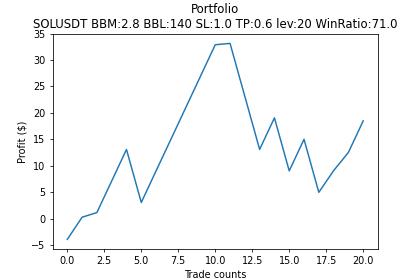 Portfolio
SOLUSDT BBM:2.8 BBL:140 SL:1.0 TP:0.6 lev:20 WinRatio:71.0
35
30
25
20
15
10
5
0
−5
Profit ($)
0.0 2.5 5.0 7.5 10.0 12.5 15.0 17.5 20.0
Trade counts